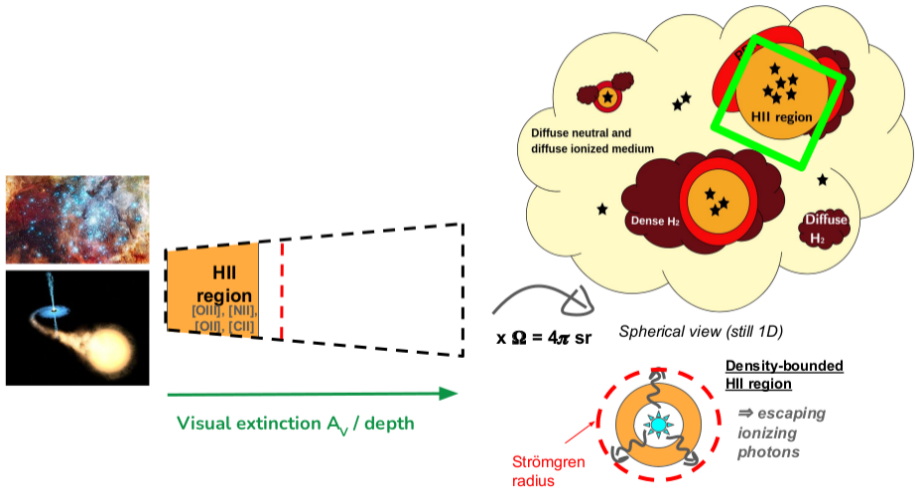 HII region
Diffuse neutral and
diffuse ionized medium
Dense H₂
Diffuse
H₂
HII
region
[OIII], [NII],
[OII], [CII]
x Ω = 4π sr
Spherical view (still 1D)
Visual extinction A_V / depth
Density-bounded
HII region
⇒ escaping
ionizing
photons
Strömgren
radius